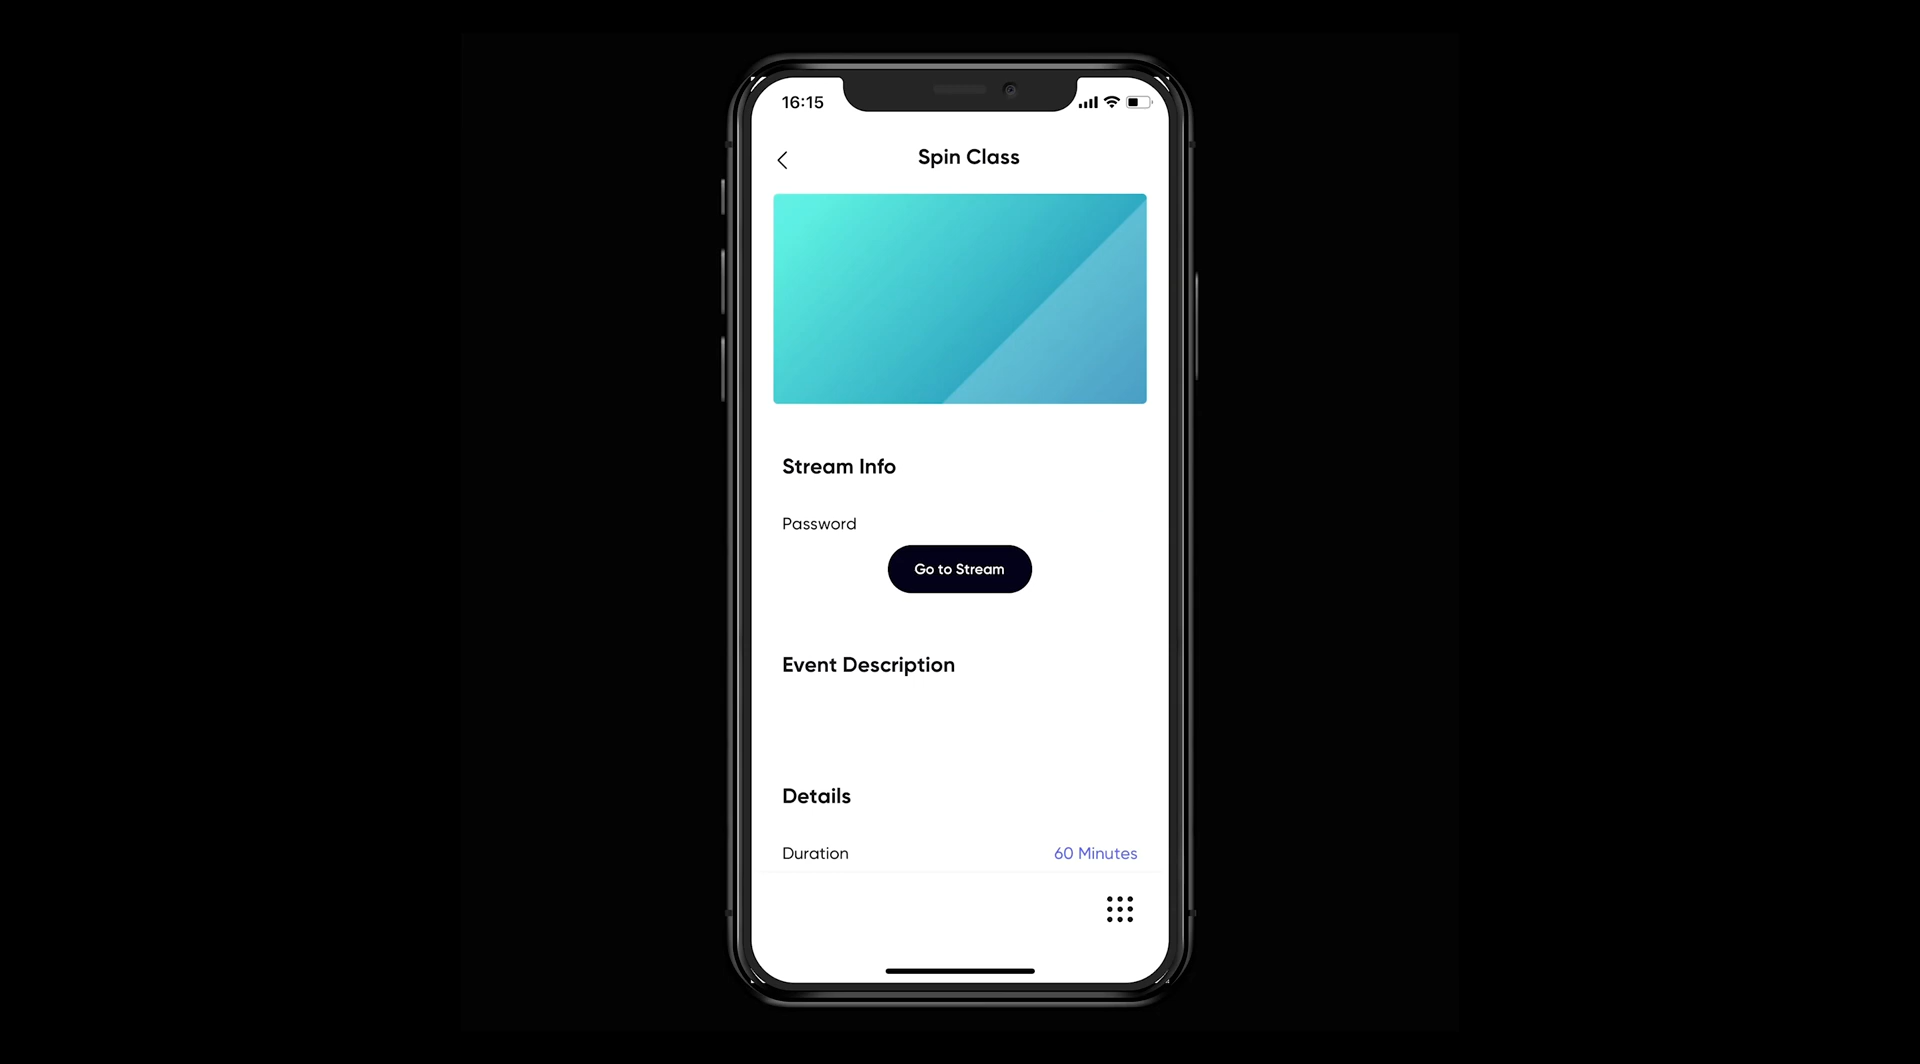 16:15
Spin Class
Stream Info
Password
Go to Stream
Event Description
Details
Duration 60 Minutes